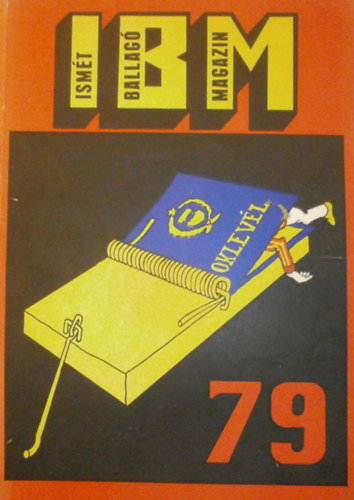 IBM
ISMÉT
BALLAGÓ
MAGAZIN
OKLEVÉL
79